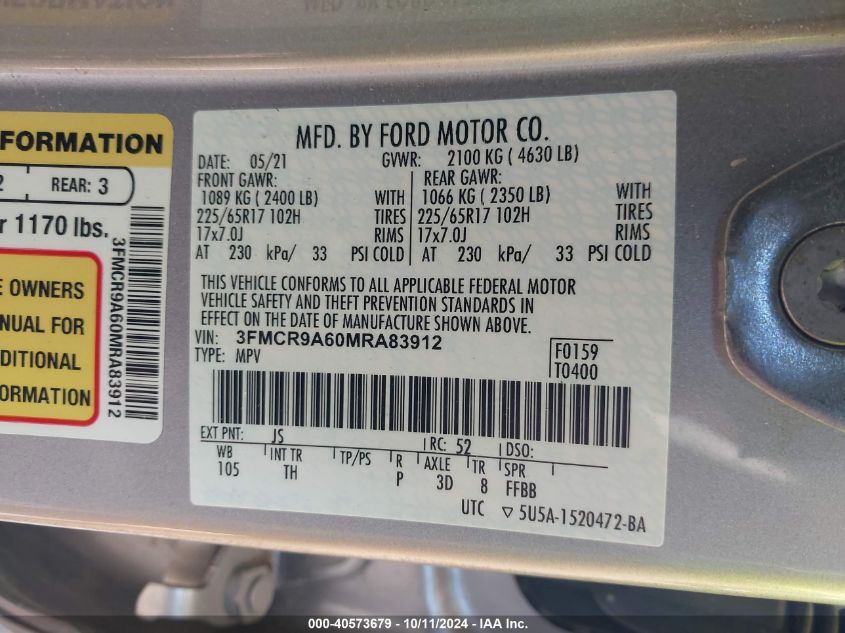 FORMATION
2 REAR: 3
r 1170 lbs.
E OWNERS
NUAL FOR
DITIONAL
ORMATION
3FMCR9A60MRA83912
MFD. BY FORD MOTOR CO.
DATE: 05/21 GVWR: 2100 KG ( 4630 LB)
FRONT GAWR: REAR GAWR:
1089 KG ( 2400 LB) WITH 1066 KG ( 2350 LB) WITH
225/65R17 102H TIRES 225/65R17 102H TIRES
17x7.0J RIMS 17x7.0J RIMS
AT 230 kPa/ 33 PSI COLD AT 230 kPa/ 33 PSI COLD
THIS VEHICLE CONFORMS TO ALL APPLICABLE FEDERAL MOTOR
VEHICLE SAFETY AND THEFT PREVENTION STANDARDS IN
EFFECT ON THE DATE OF MANUFACTURE SHOWN ABOVE.
VIN: 3FMCR9A60MRA83912
TYPE: MPV
F0159
T0400
EXT PNT: JS RC: 52 DSO:
WB INT TR TP/PS R AXLE TR SPR
105 TH P 3D 8 FFBB
UTC ▽ 5U5A-1520472-BA
000-40573679 - 10/11/2024 - IAA Inc.